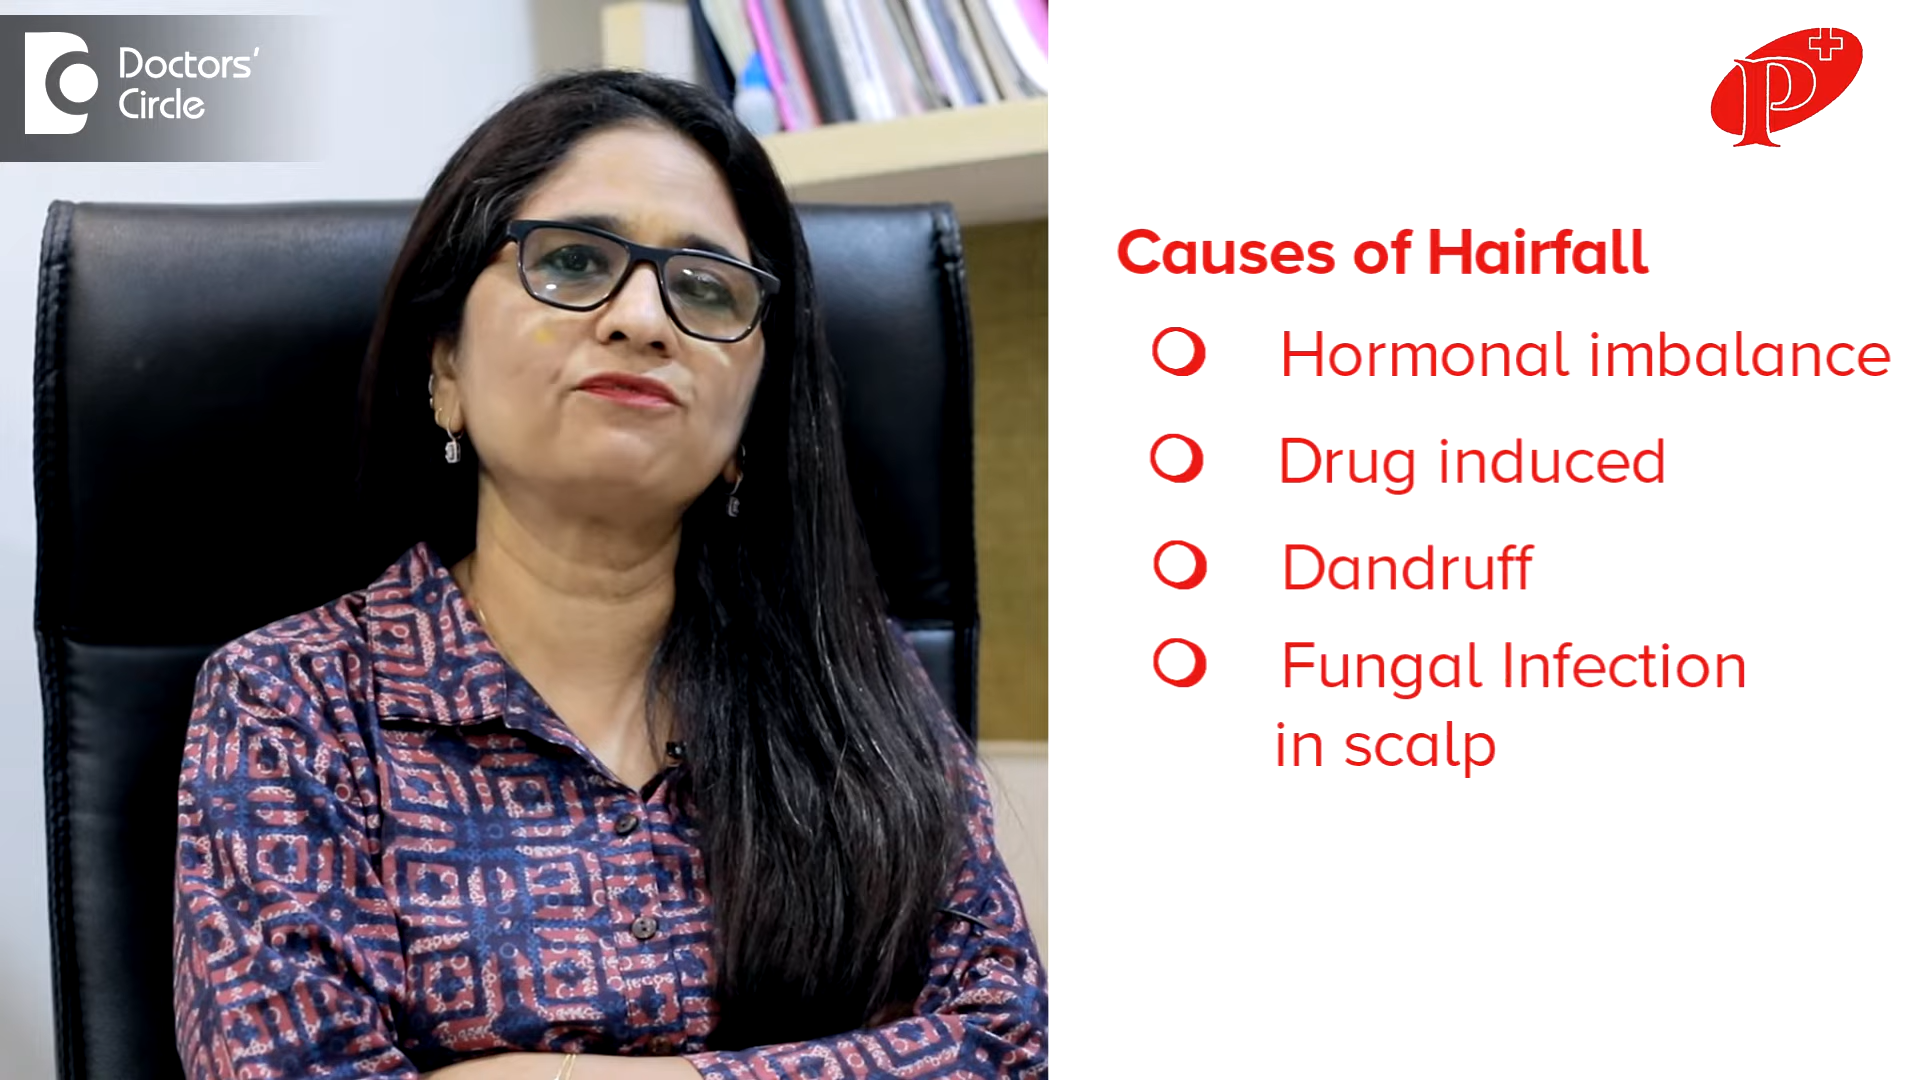 Doctors'
Circle
P
Causes of Hairfall
Hormonal imbalance
Drug induced
Dandruff
Fungal Infection
in scalp